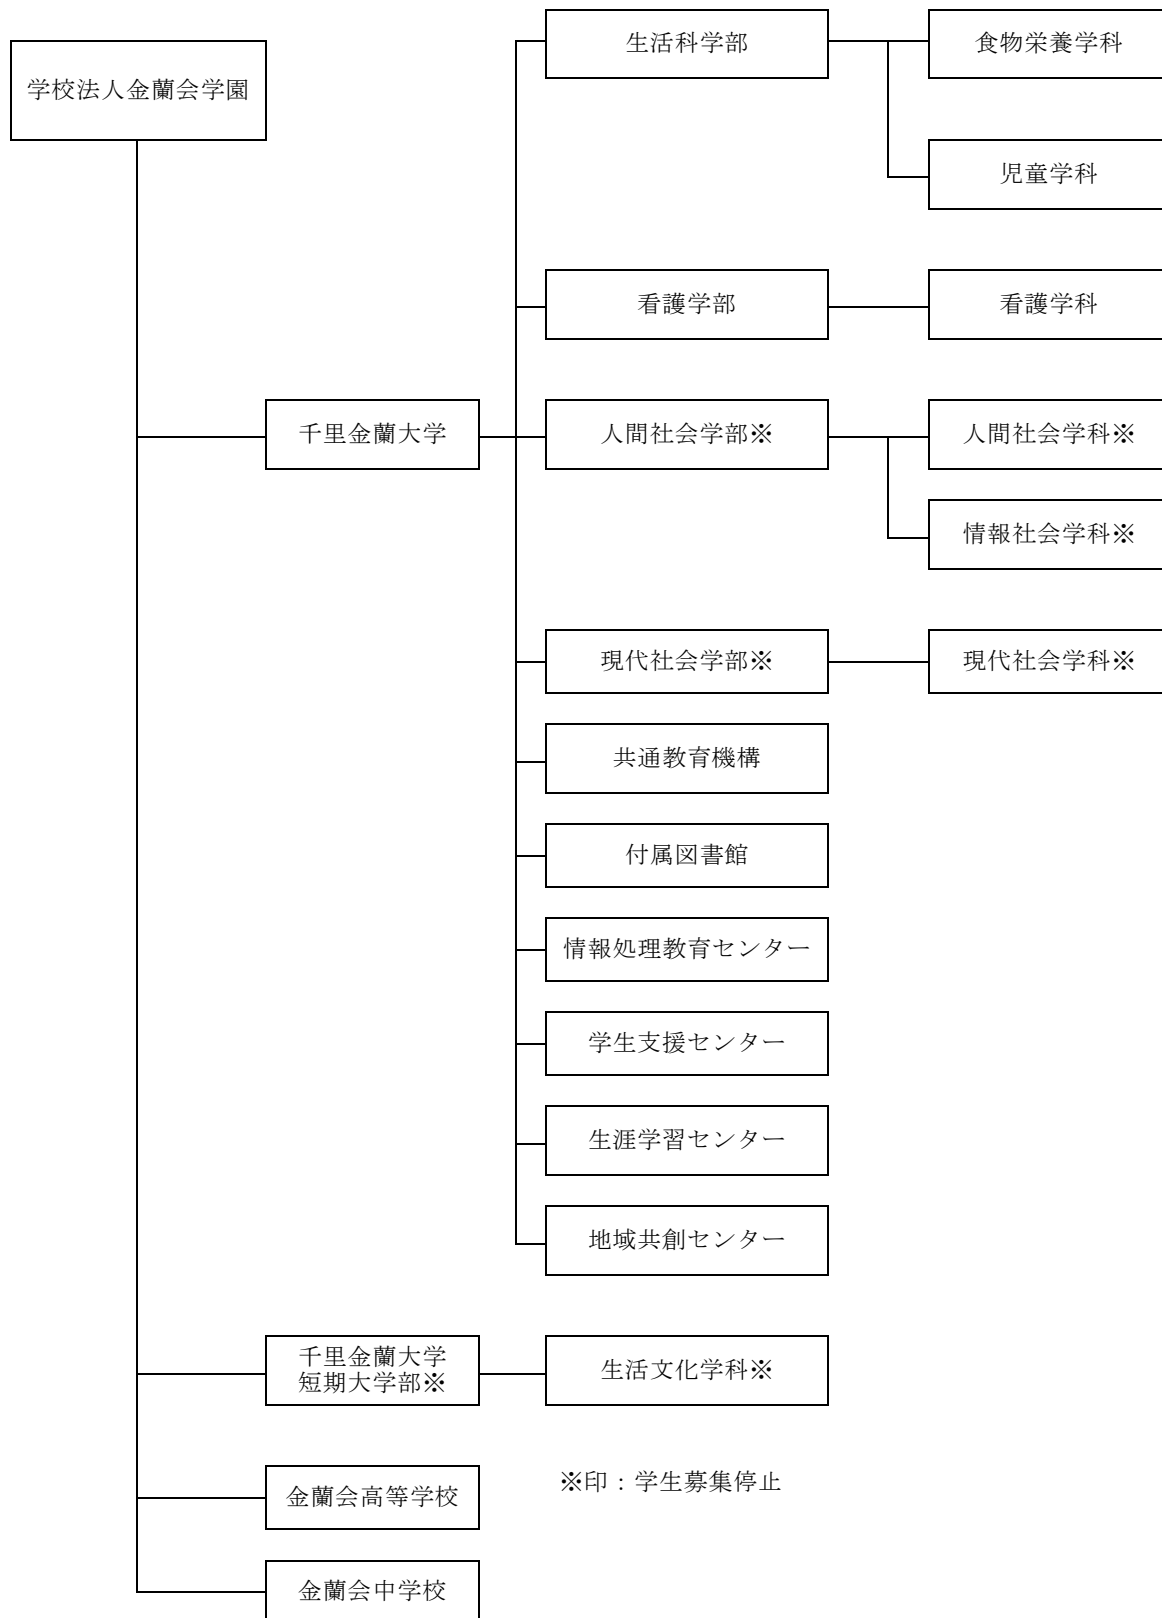 学校法人金蘭会学園
生活科学部
食物栄養学科
児童学科
看護学部
看護学科
千里金蘭大学
人間社会学部※
人間社会学科※
情報社会学科※
現代社会学部※
現代社会学科※
共通教育機構
付属図書館
情報処理教育センター
学生支援センター
生涯学習センター
地域共創センター
千里金蘭大学
短期大学部※
生活文化学科※
金蘭会高等学校
※印：学生募集停止
金蘭会中学校